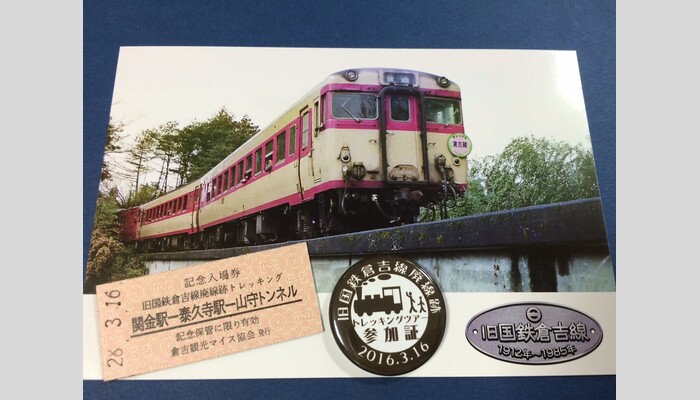 倉吉線
記念入場券
旧国鉄倉吉線廃線跡トレッキング
関金駅―泰久寺駅―山守トンネル
記念保管に限り有効
倉吉観光マイス協会 発行
28. 3. 16
旧国鉄倉吉線廃線跡
トレッキングツアー
参加証
2016.3.16
旧国鉄倉吉線
1912年~1985年